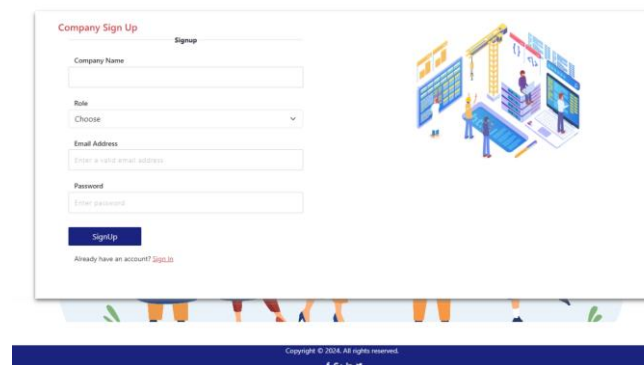 Company Sign Up
Signup
Company Name
Role
Choose
Email Address
Enter a valid email address
Password
Enter password
SignUp
Already have an account? Sign In
Copyright © 2024. All rights reserved.